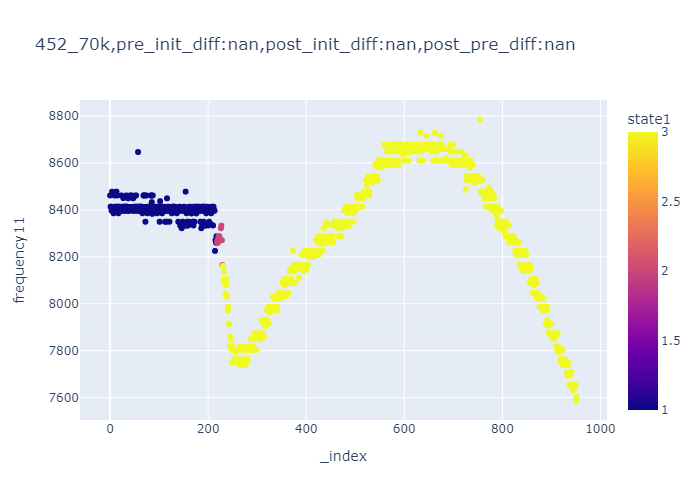 452_70k,pre_init_diff:nan,post_init_diff:nan,post_pre_diff:nan
state1
3
2.5
2
1.5
1
frequency11
8800
8600
8400
8200
8000
7800
7600
0 200 400 600 800 1000
_index